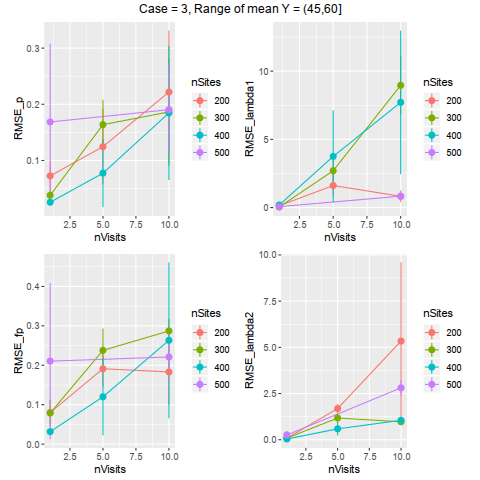 Case = 3, Range of mean Y = (45,60]
RMSE_p
0.3
0.2
0.1
2.5 5.0 7.5 10.0
nVisits
nSites
200
300
400
500
RMSE_lambda1
10
5
0
2.5 5.0 7.5 10.0
nVisits
nSites
200
300
400
500
RMSE_fp
0.4
0.3
0.2
0.1
0.0
2.5 5.0 7.5 10.0
nVisits
nSites
200
300
400
500
RMSE_lambda2
10.0
7.5
5.0
2.5
0.0
2.5 5.0 7.5 10.0
nVisits
nSites
200
300
400
500